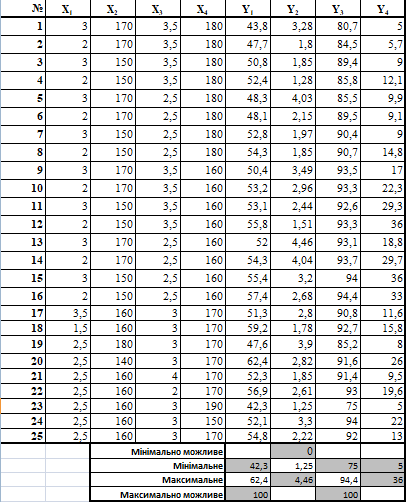 № X1 X2 X3 X4 Y1 Y2 Y3 Y4
1 3 170 3,5 180 43,8 3,28 80,7 5
2 2 170 3,5 180 47,7 1,8 84,5 5,7
3 3 150 3,5 180 50,8 1,85 89,4 9
4 2 150 3,5 180 52,4 1,28 85,8 12,1
5 3 170 2,5 180 48,3 4,03 85,5 9,9
6 2 170 2,5 180 48,1 2,15 89,5 9,1
7 3 150 2,5 180 52,8 1,97 90,4 9
8 2 150 2,5 180 54,3 1,85 90,7 14,8
9 3 170 3,5 160 50,4 3,49 93,5 17
10 2 170 3,5 160 53,2 2,96 93,3 22,3
11 3 150 3,5 160 53,1 2,44 92,6 29,3
12 2 150 3,5 160 55,8 1,51 93,3 36
13 3 170 2,5 160 52 4,46 93,1 18,8
14 2 170 2,5 160 54,3 4,04 93,7 29,7
15 3 150 2,5 160 55,4 3,2 94 36
16 2 150 2,5 160 57,4 2,68 94,4 33
17 3,5 160 3 170 51,3 2,8 90,8 11,6
18 1,5 160 3 170 59,2 1,78 92,7 15,8
19 2,5 180 3 170 47,6 3,9 85,2 8
20 2,5 140 3 170 62,4 2,82 91,6 26
21 2,5 160 4 170 52,3 1,85 91,4 9,5
22 2,5 160 2 170 56,9 2,61 93 19,6
23 2,5 160 3 190 42,3 1,25 75 5
24 2,5 160 3 150 52,1 3,3 94 22
25 2,5 160 3 170 54,8 2,22 92 13
Мінімально можливе 0
Мінімальне 42,3 1,25 75 5
Максимальне 62,4 4,46 94,4 36
Максимально можливе 100 100